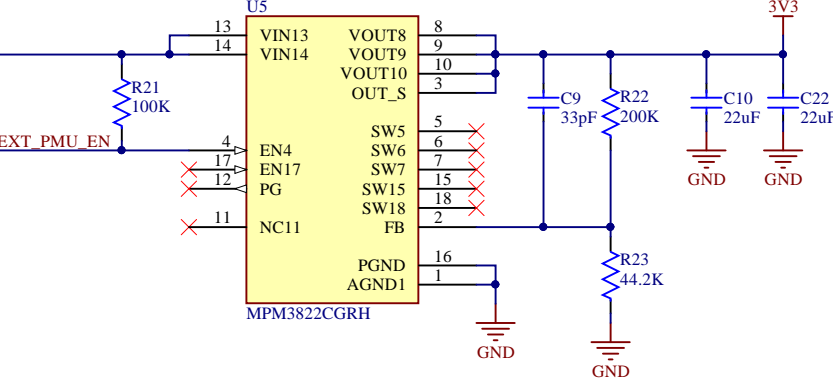 U5
3V3
13 VIN13 VOUT8 8
14 VIN14 VOUT9 9
VOUT10 10
OUT_S 3
R21
100K
C9
33pF
R22
200K
C10
22uF
C22
22uF
SW5 5
EXT_PMU_EN 4 EN4 SW6 6
17 EN17 SW7 7
12 PG SW15 15
SW18 18
11 NC11 FB 2
GND GND
PGND 16
AGND1 1
R23
44.2K
MPM3822CGRH
GND
GND